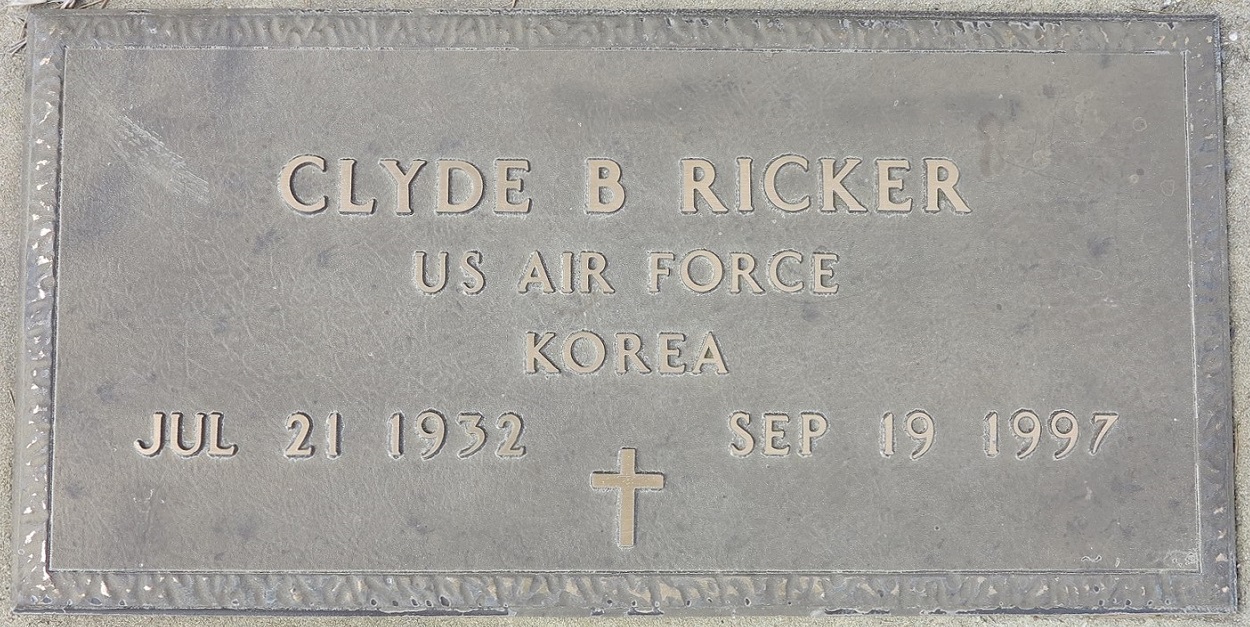 CLYDE B RICKER
US AIR FORCE
KOREA
JUL 21 1932 SEP 19 1997